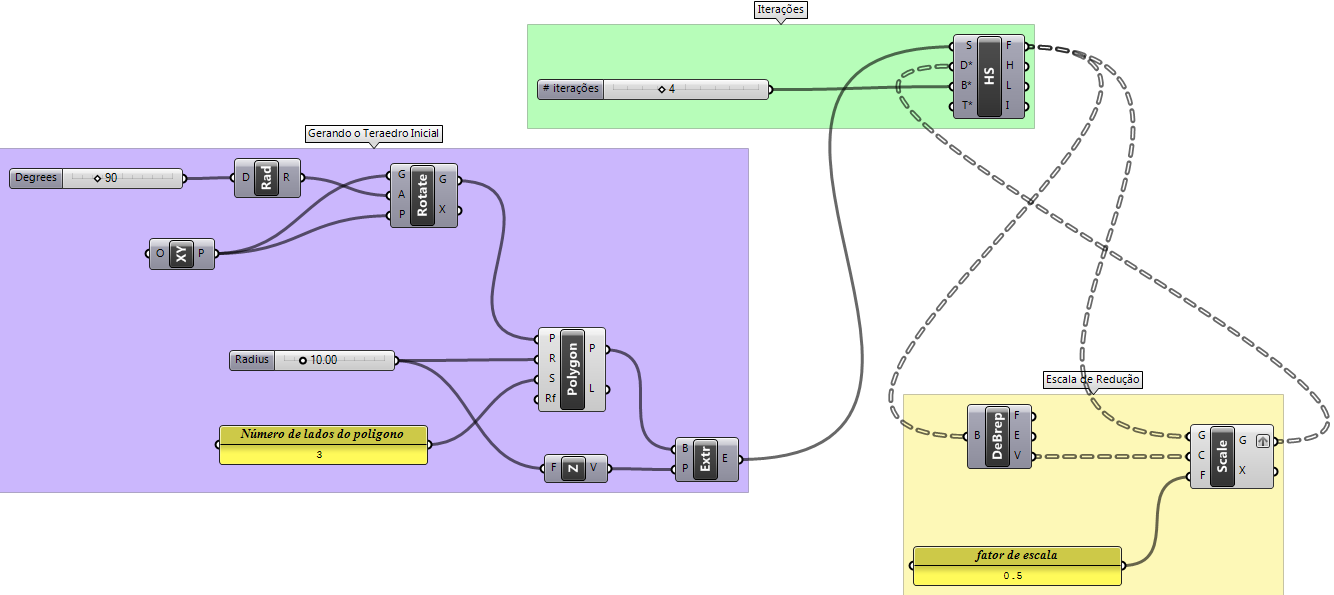 Iterações
# iterações
4
S
D*
B*
T*
HS
F
H
L
I
Gerando o Teraedro Inicial
Degrees
90
D
Rad
R
G
A
P
Rotate
G
X
O
XY
P
Radius
10.00
P
R
S
Rf
Polygon
P
L
Número de lados do polígono
3
F
Z
V
B
P
Extr
E
Escala de Redução
B
DeBrep
F
E
V
G
C
F
Scale
G
X
fator de escala
0.5